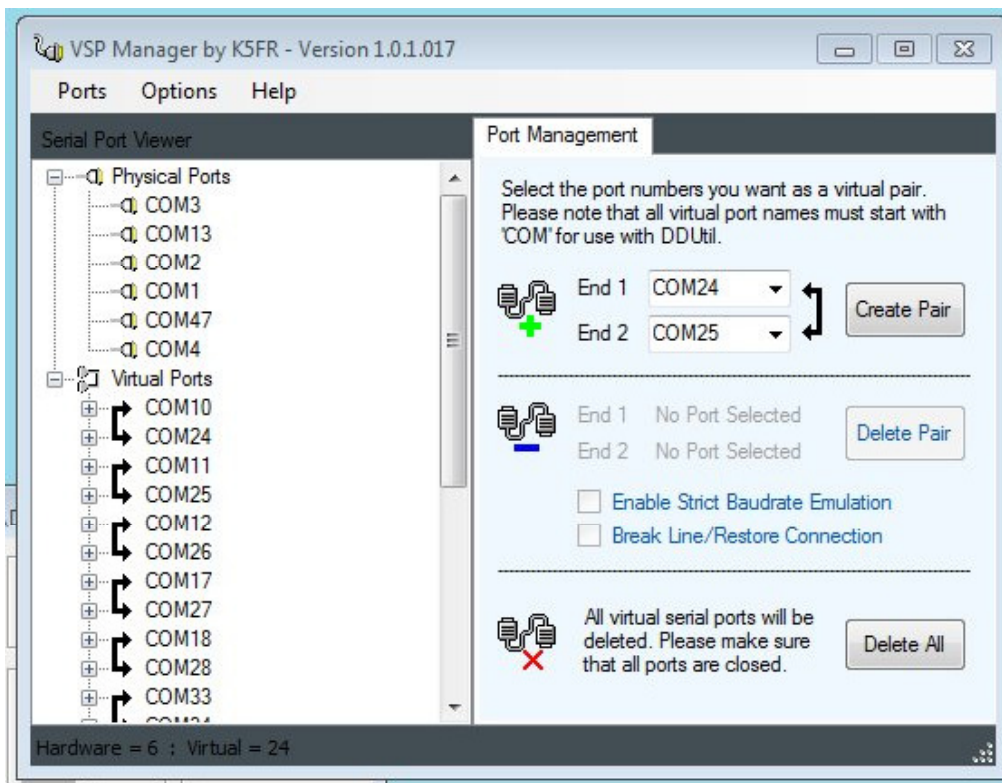 VSP Manager by K5FR - Version 1.0.1.017
Ports Options Help
Serial Port Viewer
Physical Ports
COM3
COM13
COM2
COM1
COM47
COM4
Virtual Ports
COM10
COM24
COM11
COM25
COM12
COM26
COM17
COM27
COM18
COM28
COM33
Port Management
Select the port numbers you want as a virtual pair.
Please note that all virtual port names must start with
'COM' for use with DDUtil.
End 1 COM24
End 2 COM25
Create Pair
End 1 No Port Selected
End 2 No Port Selected
Delete Pair
Enable Strict Baudrate Emulation
Break Line/Restore Connection
All virtual serial ports will be
deleted. Please make sure
that all ports are closed.
Delete All
Hardware = 6 : Virtual = 24